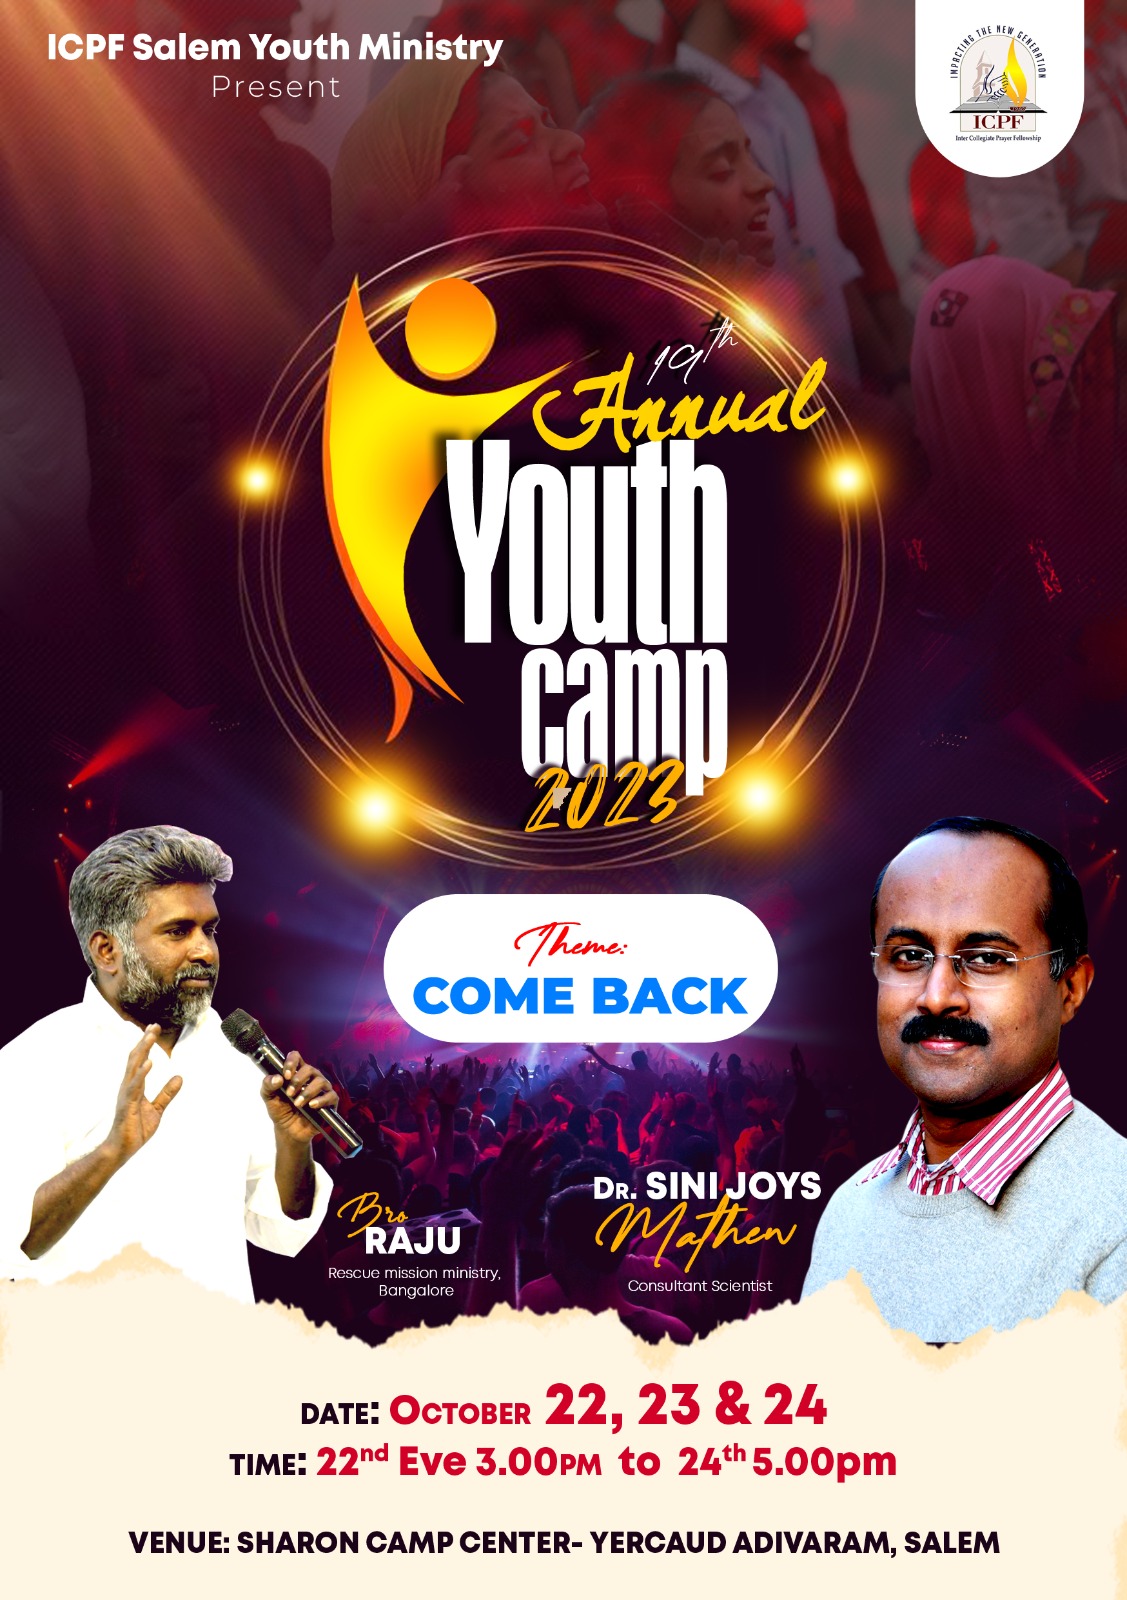 ICPF Salem Youth Ministry
Present
IMPACTING THE NEW GENERATION
ICPF
Inter Collegiate Prayer Fellowship
19th
Annual
Youth
camp
2023
Theme:
COME BACK
Bro
RAJU
Rescue mission ministry,
Bangalore
DR. SINI JOYS
Mathew
Consultant Scientist
DATE: OCTOBER 22, 23 & 24
TIME: 22nd Eve 3.00PM to 24th 5.00pm
VENUE: SHARON CAMP CENTER- YERCAUD ADIVARAM, SALEM